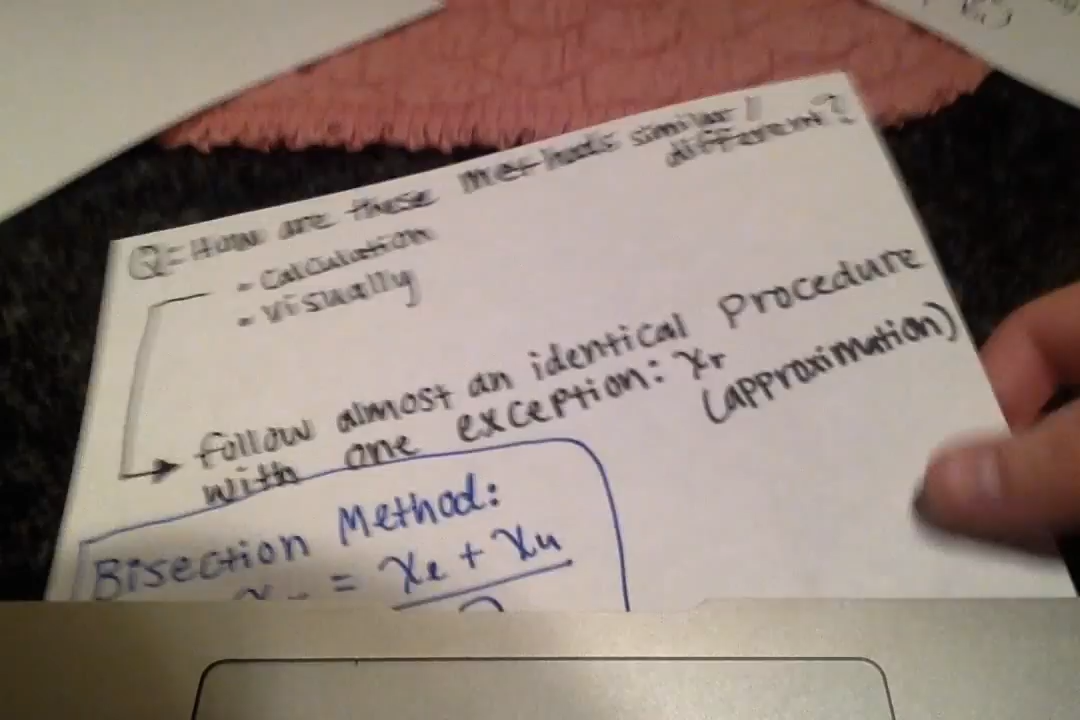 Q: How are these methods similar/
different?
- Calculation
- Visually
follow almost an identical procedure
with one exception: xr
(approximation)
Bisection Method:
= xl + xu